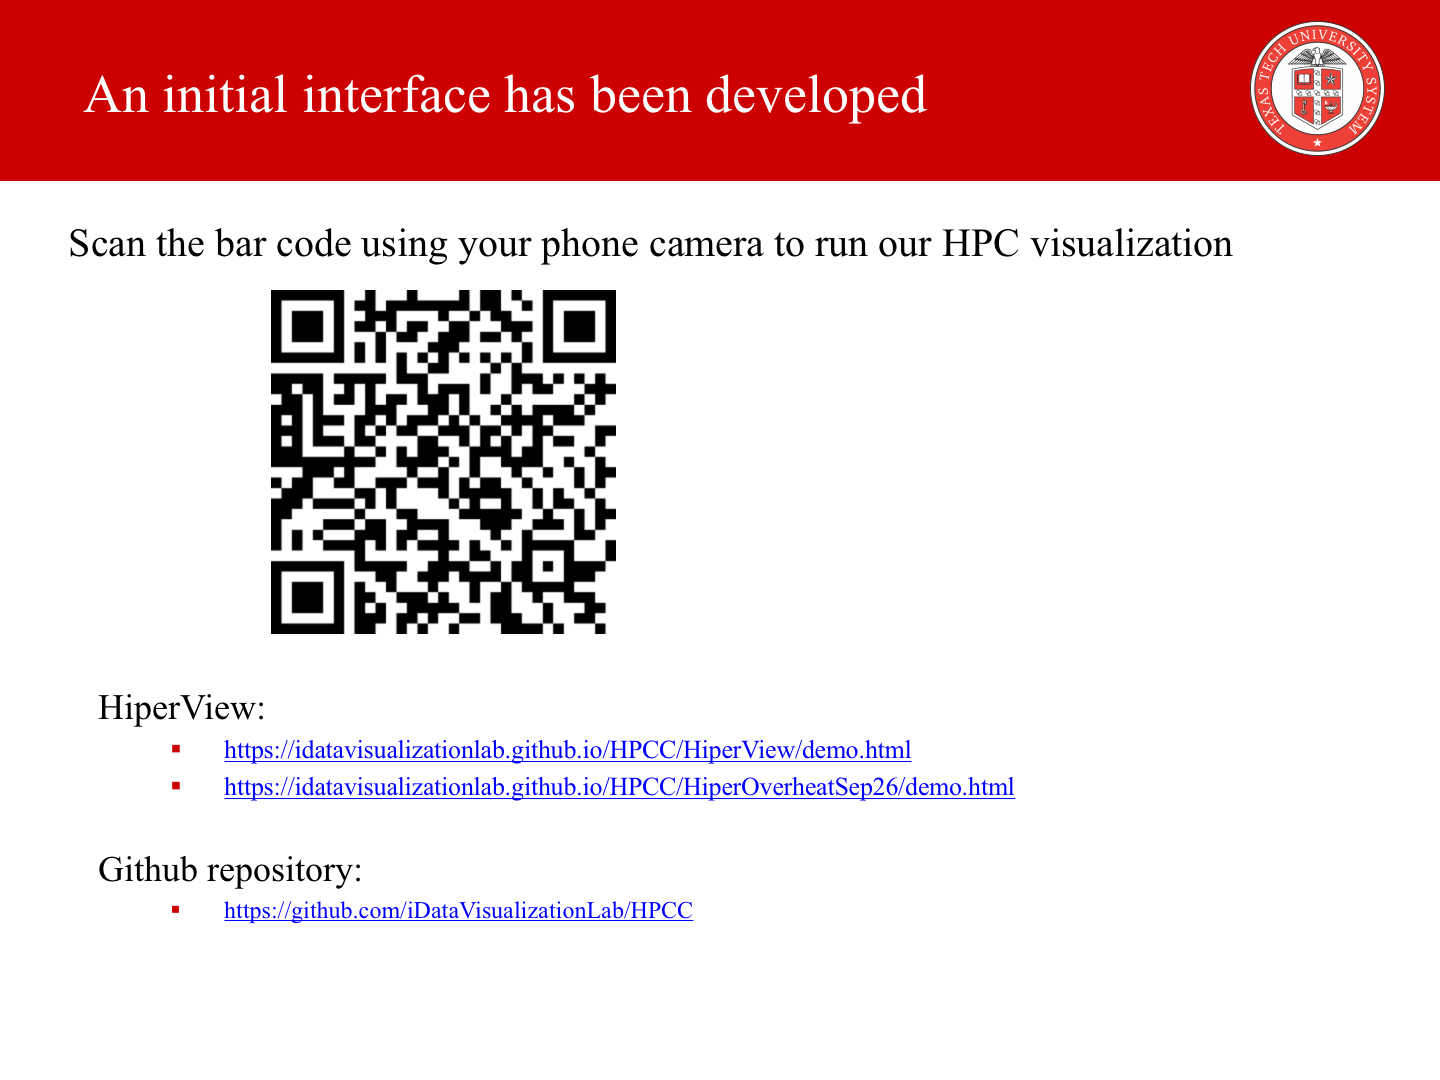 An initial interface has been developed
TEXAS TECH UNIVERSITY SYSTEM
Scan the bar code using your phone camera to run our HPC visualization
HiperView:
https://idatavisualizationlab.github.io/HPCC/HiperView/demo.html
https://idatavisualizationlab.github.io/HPCC/HiperOverheatSep26/demo.html
Github repository:
https://github.com/iDataVisualizationLab/HPCC